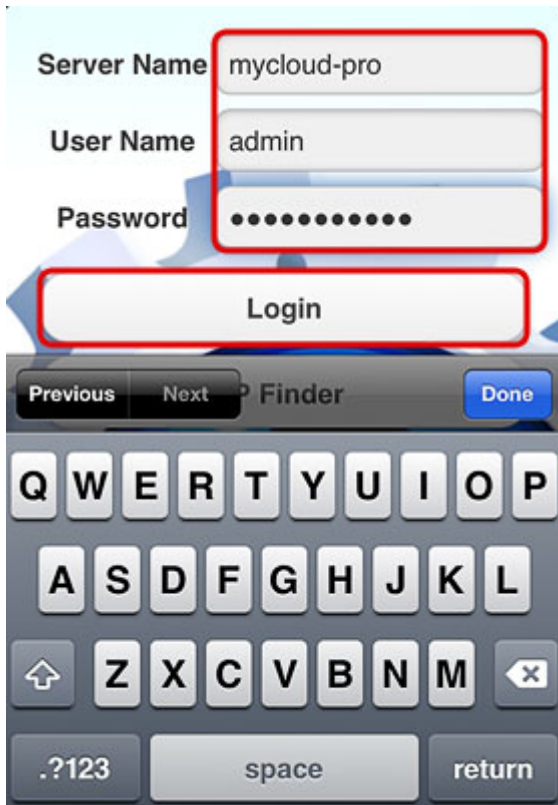 Server Name mycloud-pro
User Name admin
Password ●●●●●●●●●●●
Login
Previous Next P Finder Done
Q W E R T Y U I O P
A S D F G H J K L
Z X C V B N M
.?123 space return